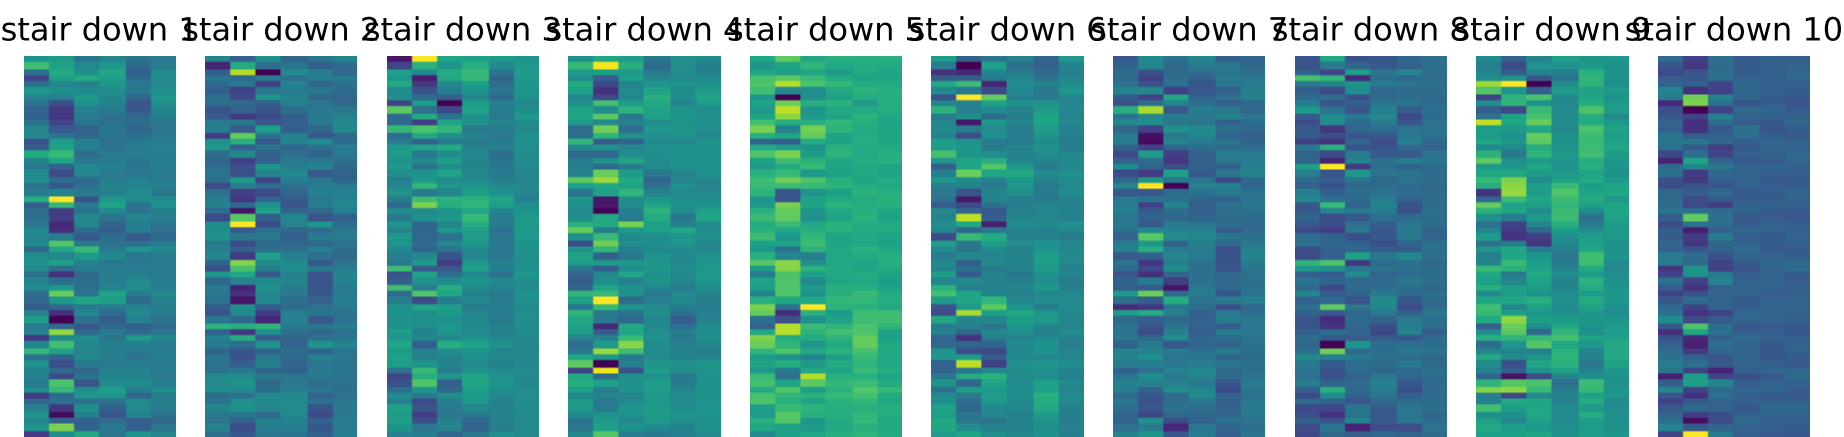 stair down 1
stair down 2
stair down 3
stair down 4
stair down 5
stair down 6
stair down 7
stair down 8
stair down 9
stair down 10